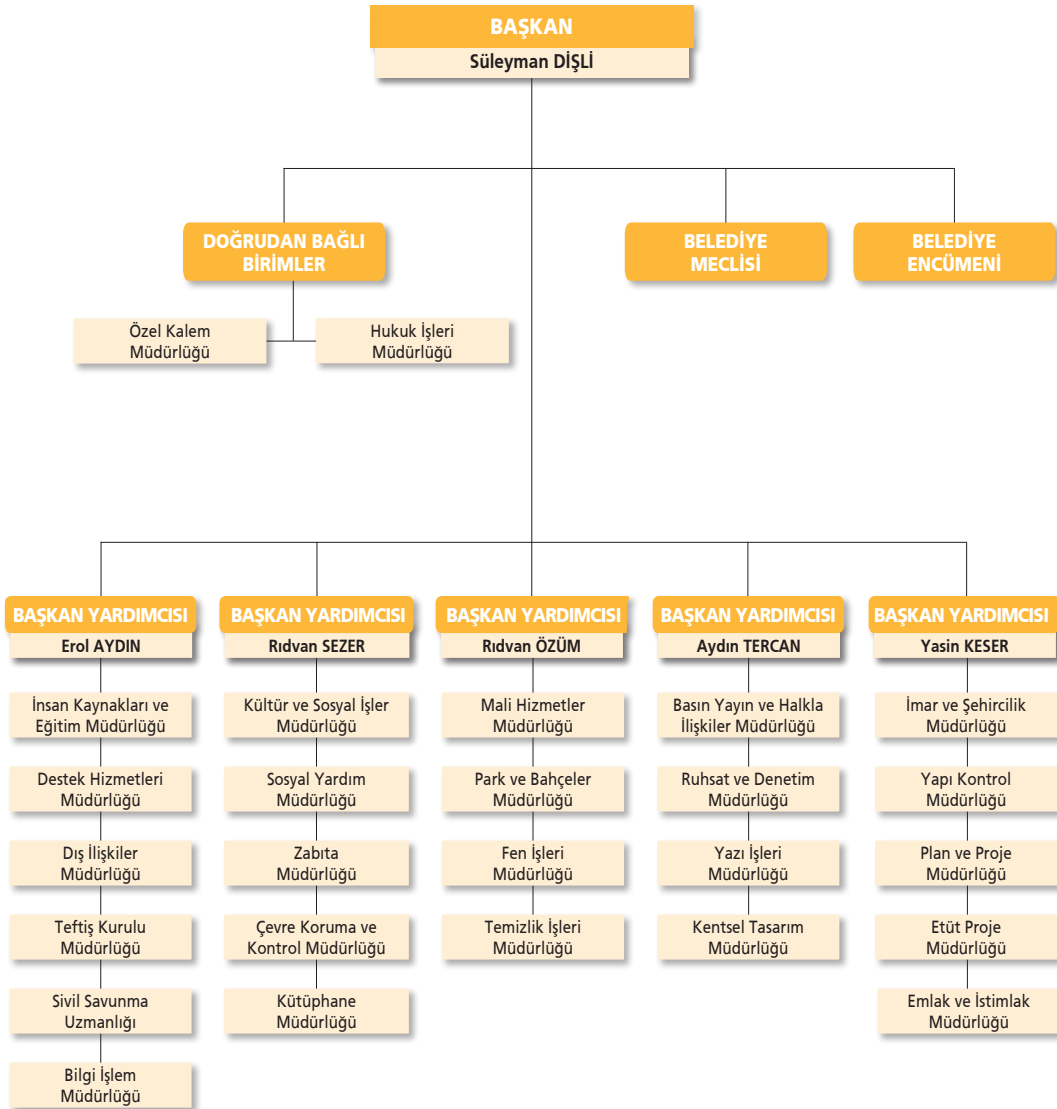 BAŞKAN
Süleyman DİŞLİ
DOĞRUDAN BAĞLI
BİRİMLER
BELEDİYE
MECLİSİ
BELEDİYE
ENCÜMENİ
Özel Kalem
Müdürlüğü
Hukuk İşleri
Müdürlüğü
BAŞKAN YARDIMCISI
Erol AYDIN
İnsan Kaynakları ve
Eğitim Müdürlüğü
Destek Hizmetleri
Müdürlüğü
Dış İlişkiler
Müdürlüğü
Teftiş Kurulu
Müdürlüğü
Sivil Savunma
Uzmanlığı
Bilgi İşlem
Müdürlüğü
BAŞKAN YARDIMCISI
Rıdvan SEZER
Kültür ve Sosyal İşler
Müdürlüğü
Sosyal Yardım
Müdürlüğü
Zabıta
Müdürlüğü
Çevre Koruma ve
Kontrol Müdürlüğü
Kütüphane
Müdürlüğü
BAŞKAN YARDIMCISI
Rıdvan ÖZÜM
Mali Hizmetler
Müdürlüğü
Park ve Bahçeler
Müdürlüğü
Fen İşleri
Müdürlüğü
Temizlik İşleri
Müdürlüğü
BAŞKAN YARDIMCISI
Aydın TERCAN
Basın Yayın ve Halkla
İlişkiler Müdürlüğü
Ruhsat ve Denetim
Müdürlüğü
Yazı İşleri
Müdürlüğü
Kentsel Tasarım
Müdürlüğü
BAŞKAN YARDIMCISI
Yasin KESER
İmar ve Şehircilik
Müdürlüğü
Yapı Kontrol
Müdürlüğü
Plan ve Proje
Müdürlüğü
Etüt Proje
Müdürlüğü
Emlak ve İstimlak
Müdürlüğü